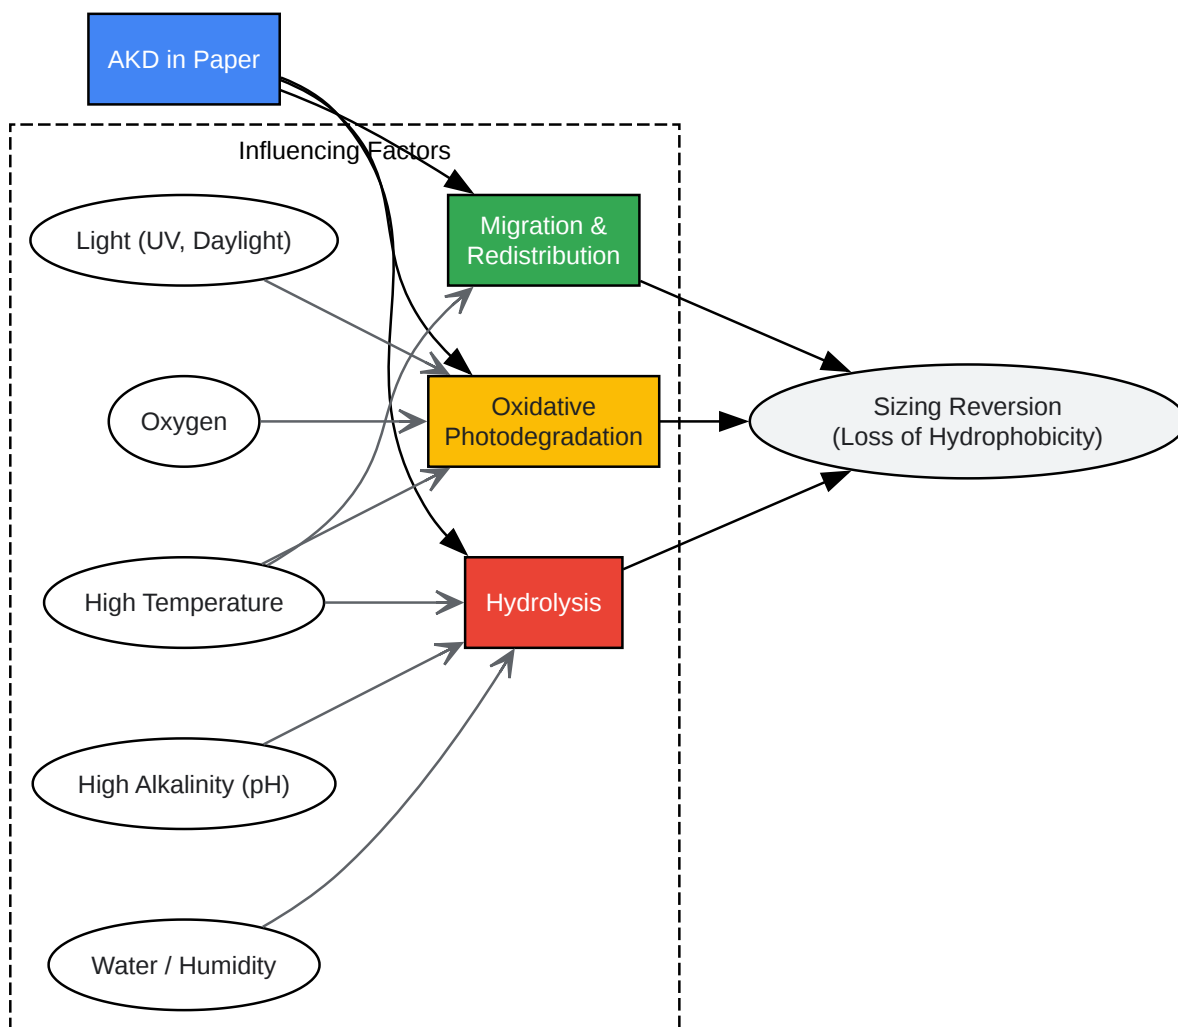 AKD in Paper
Influencing Factors
Migration &
Redistribution
Light (UV, Daylight)
Oxidative
Photodegradation
Oxygen
Sizing Reversion
(Loss of Hydrophobicity)
High Temperature
Hydrolysis
High Alkalinity (pH)
Water / Humidity